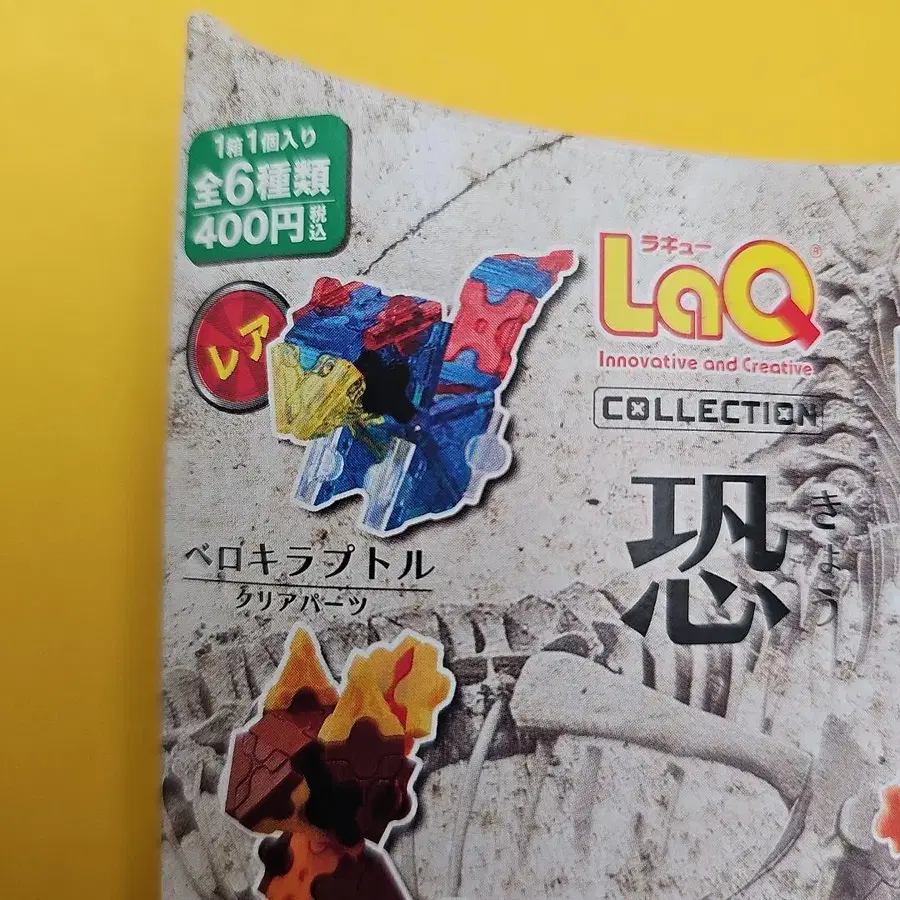 1箱1個入り
全6種類
400円税込
レア
ラキュー
LaQ®
Innovative and Creative
COLLECTION
恐
きょう
ベロキラプトル
クリアパーツ